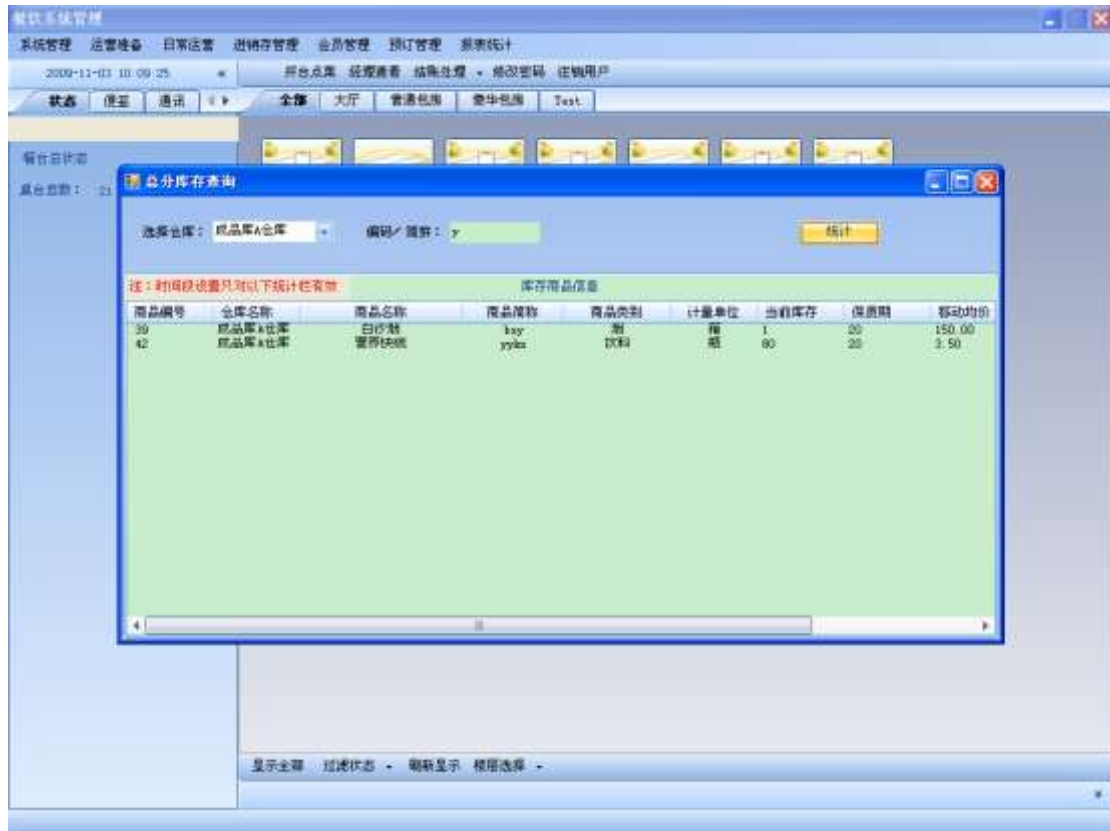 餐饮系统管理
系统管理 运营准备 日常运营 进销存管理 会员管理 预订管理 报表统计
2009-11-03 10:09:25 « 开台点菜 经理查看 结账处理 修改密码 注销用户
状态 便签 通讯 全部 大厅 普通包房 豪华包房 Test
餐台总状态
桌台总数： 21
总分库存查询
选择仓库： 成品库A仓库 编码/简拼： y 统计
注：时间段设置只对以下统计栏有效 库存商品信息
商品编号 仓库名称 商品名称 商品简称 商品类别 计量单位 当前库存 保质期 移动均价
39 成品库A仓库 bsy 箱 1 20 150.00
42 成品库A仓库 营养快线 yykx 饮料 瓶 80 20 3.50
显示全部 过滤状态 刷新显示 楼层选择